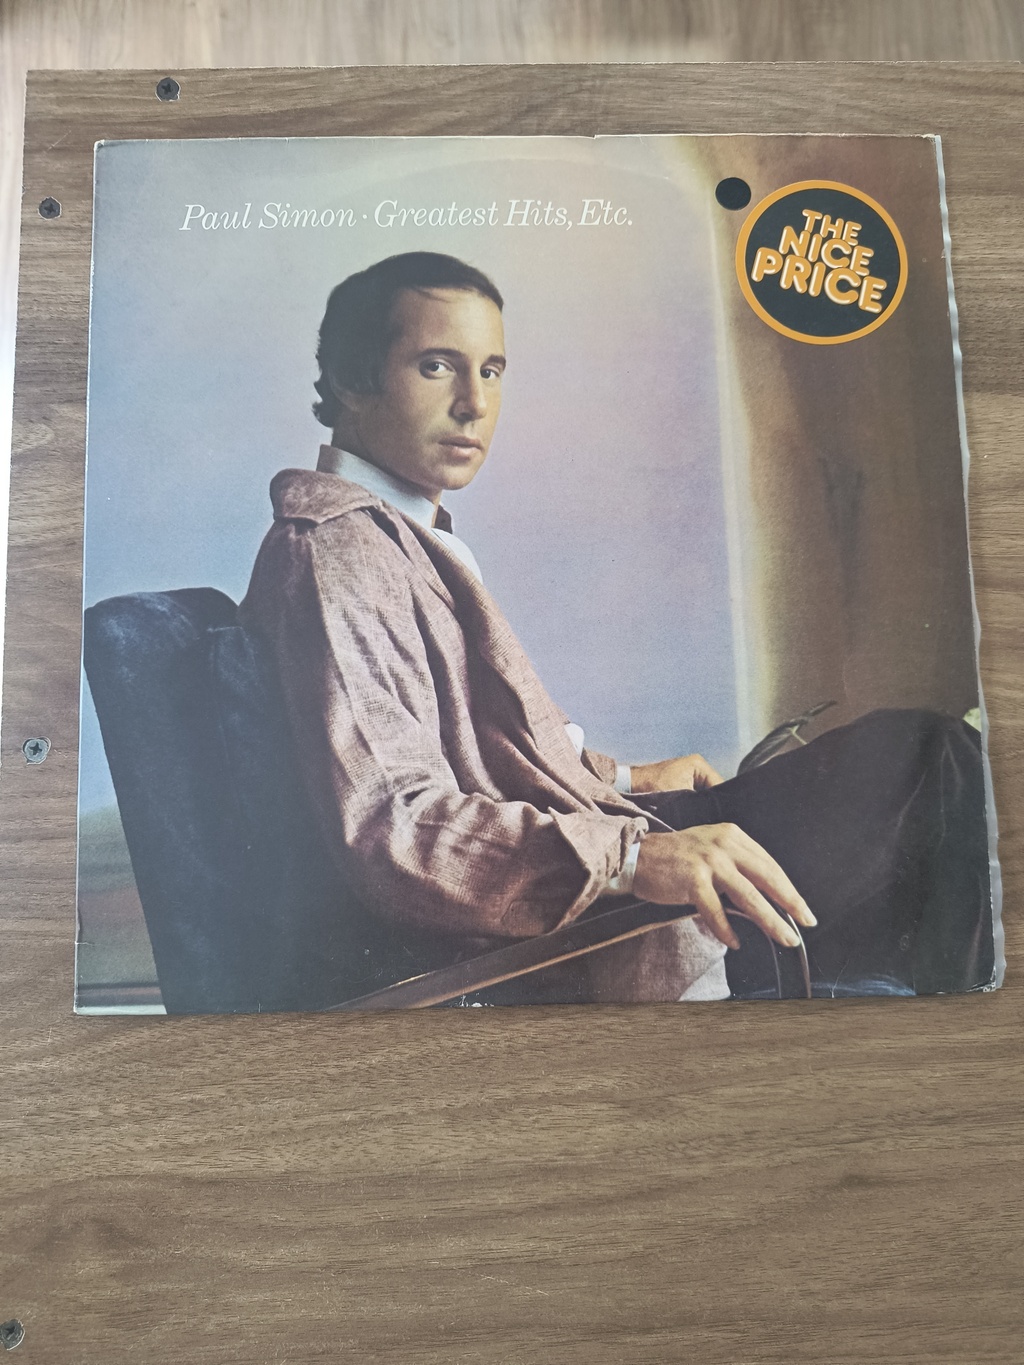 Paul Simon · Greatest Hits, Etc.
THE
NICE
PRICE